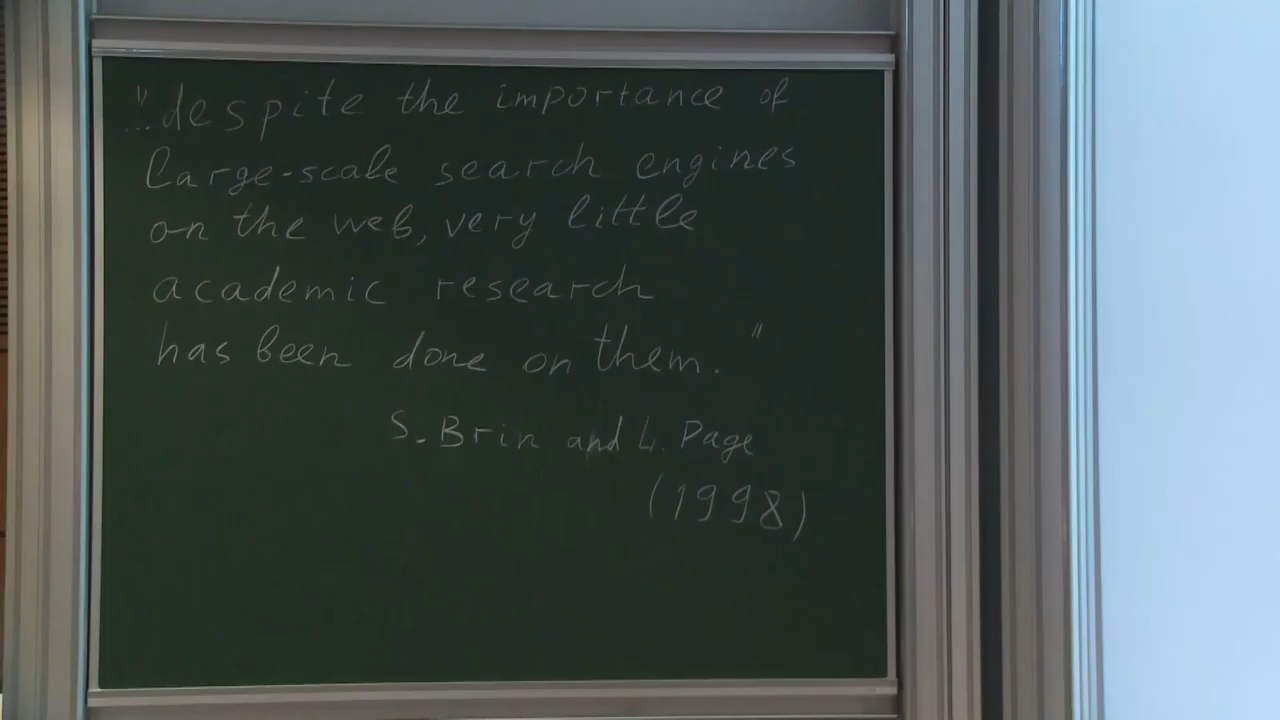 "...despite the importance of
large-scale search engines
on the web, very little
academic research
has been done on them."
S. Brin and L. Page
(1998)